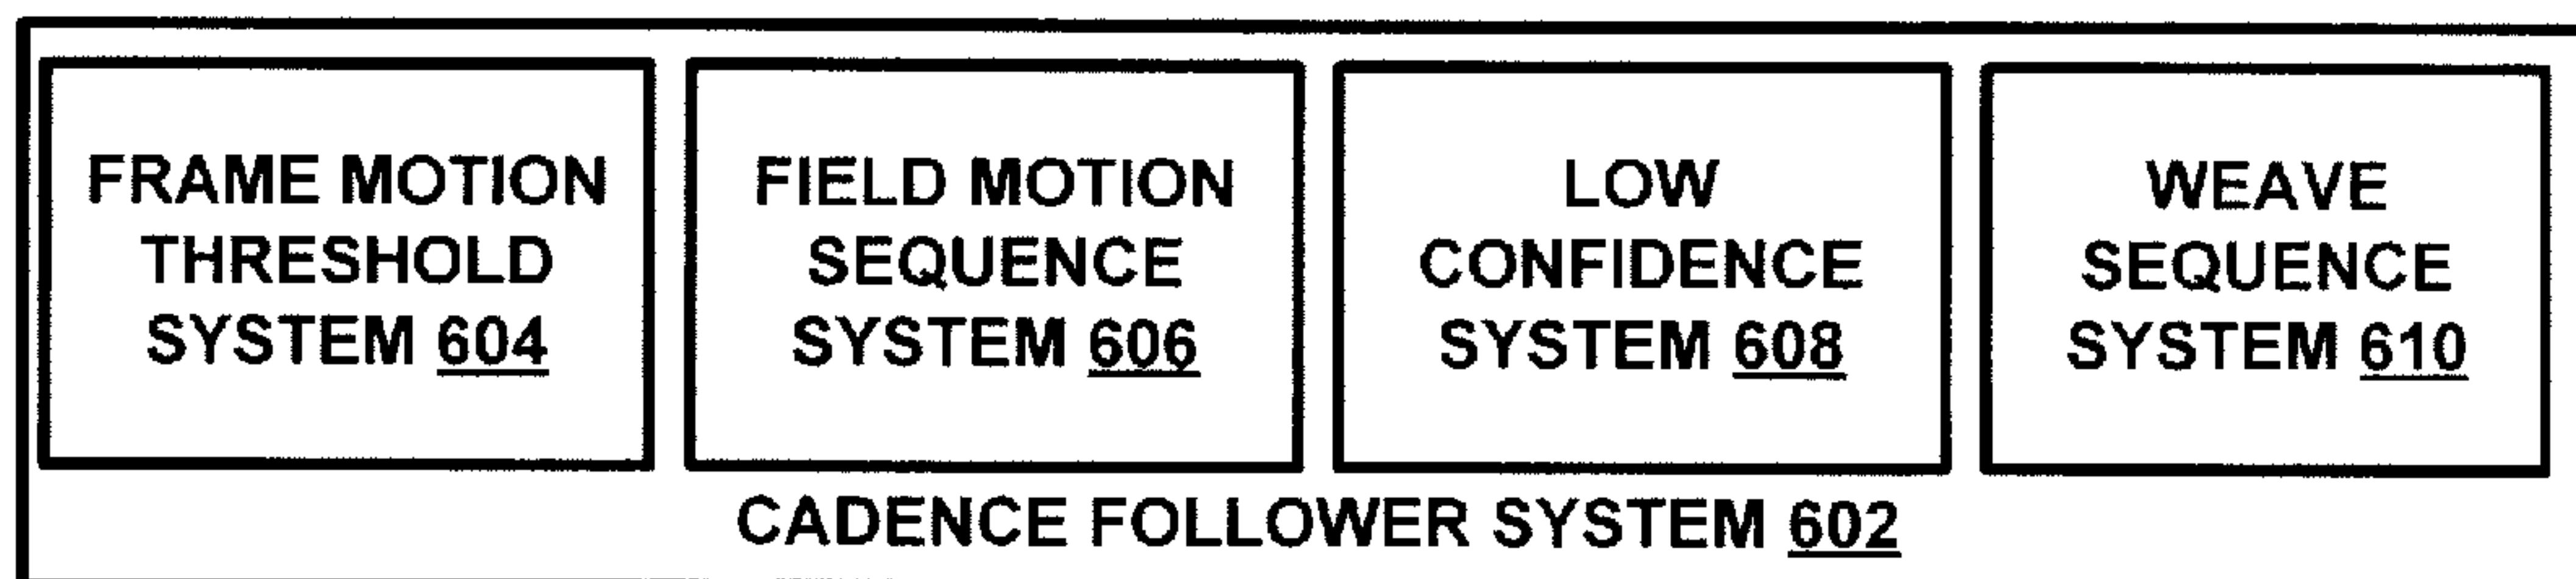 FRAME MOTION
THRESHOLD
SYSTEM 604
FIELD MOTION
SEQUENCE
SYSTEM 606
LOW
CONFIDENCE
SYSTEM 608
WEAVE
SEQUENCE
SYSTEM 610
CADENCE FOLLOWER SYSTEM 602